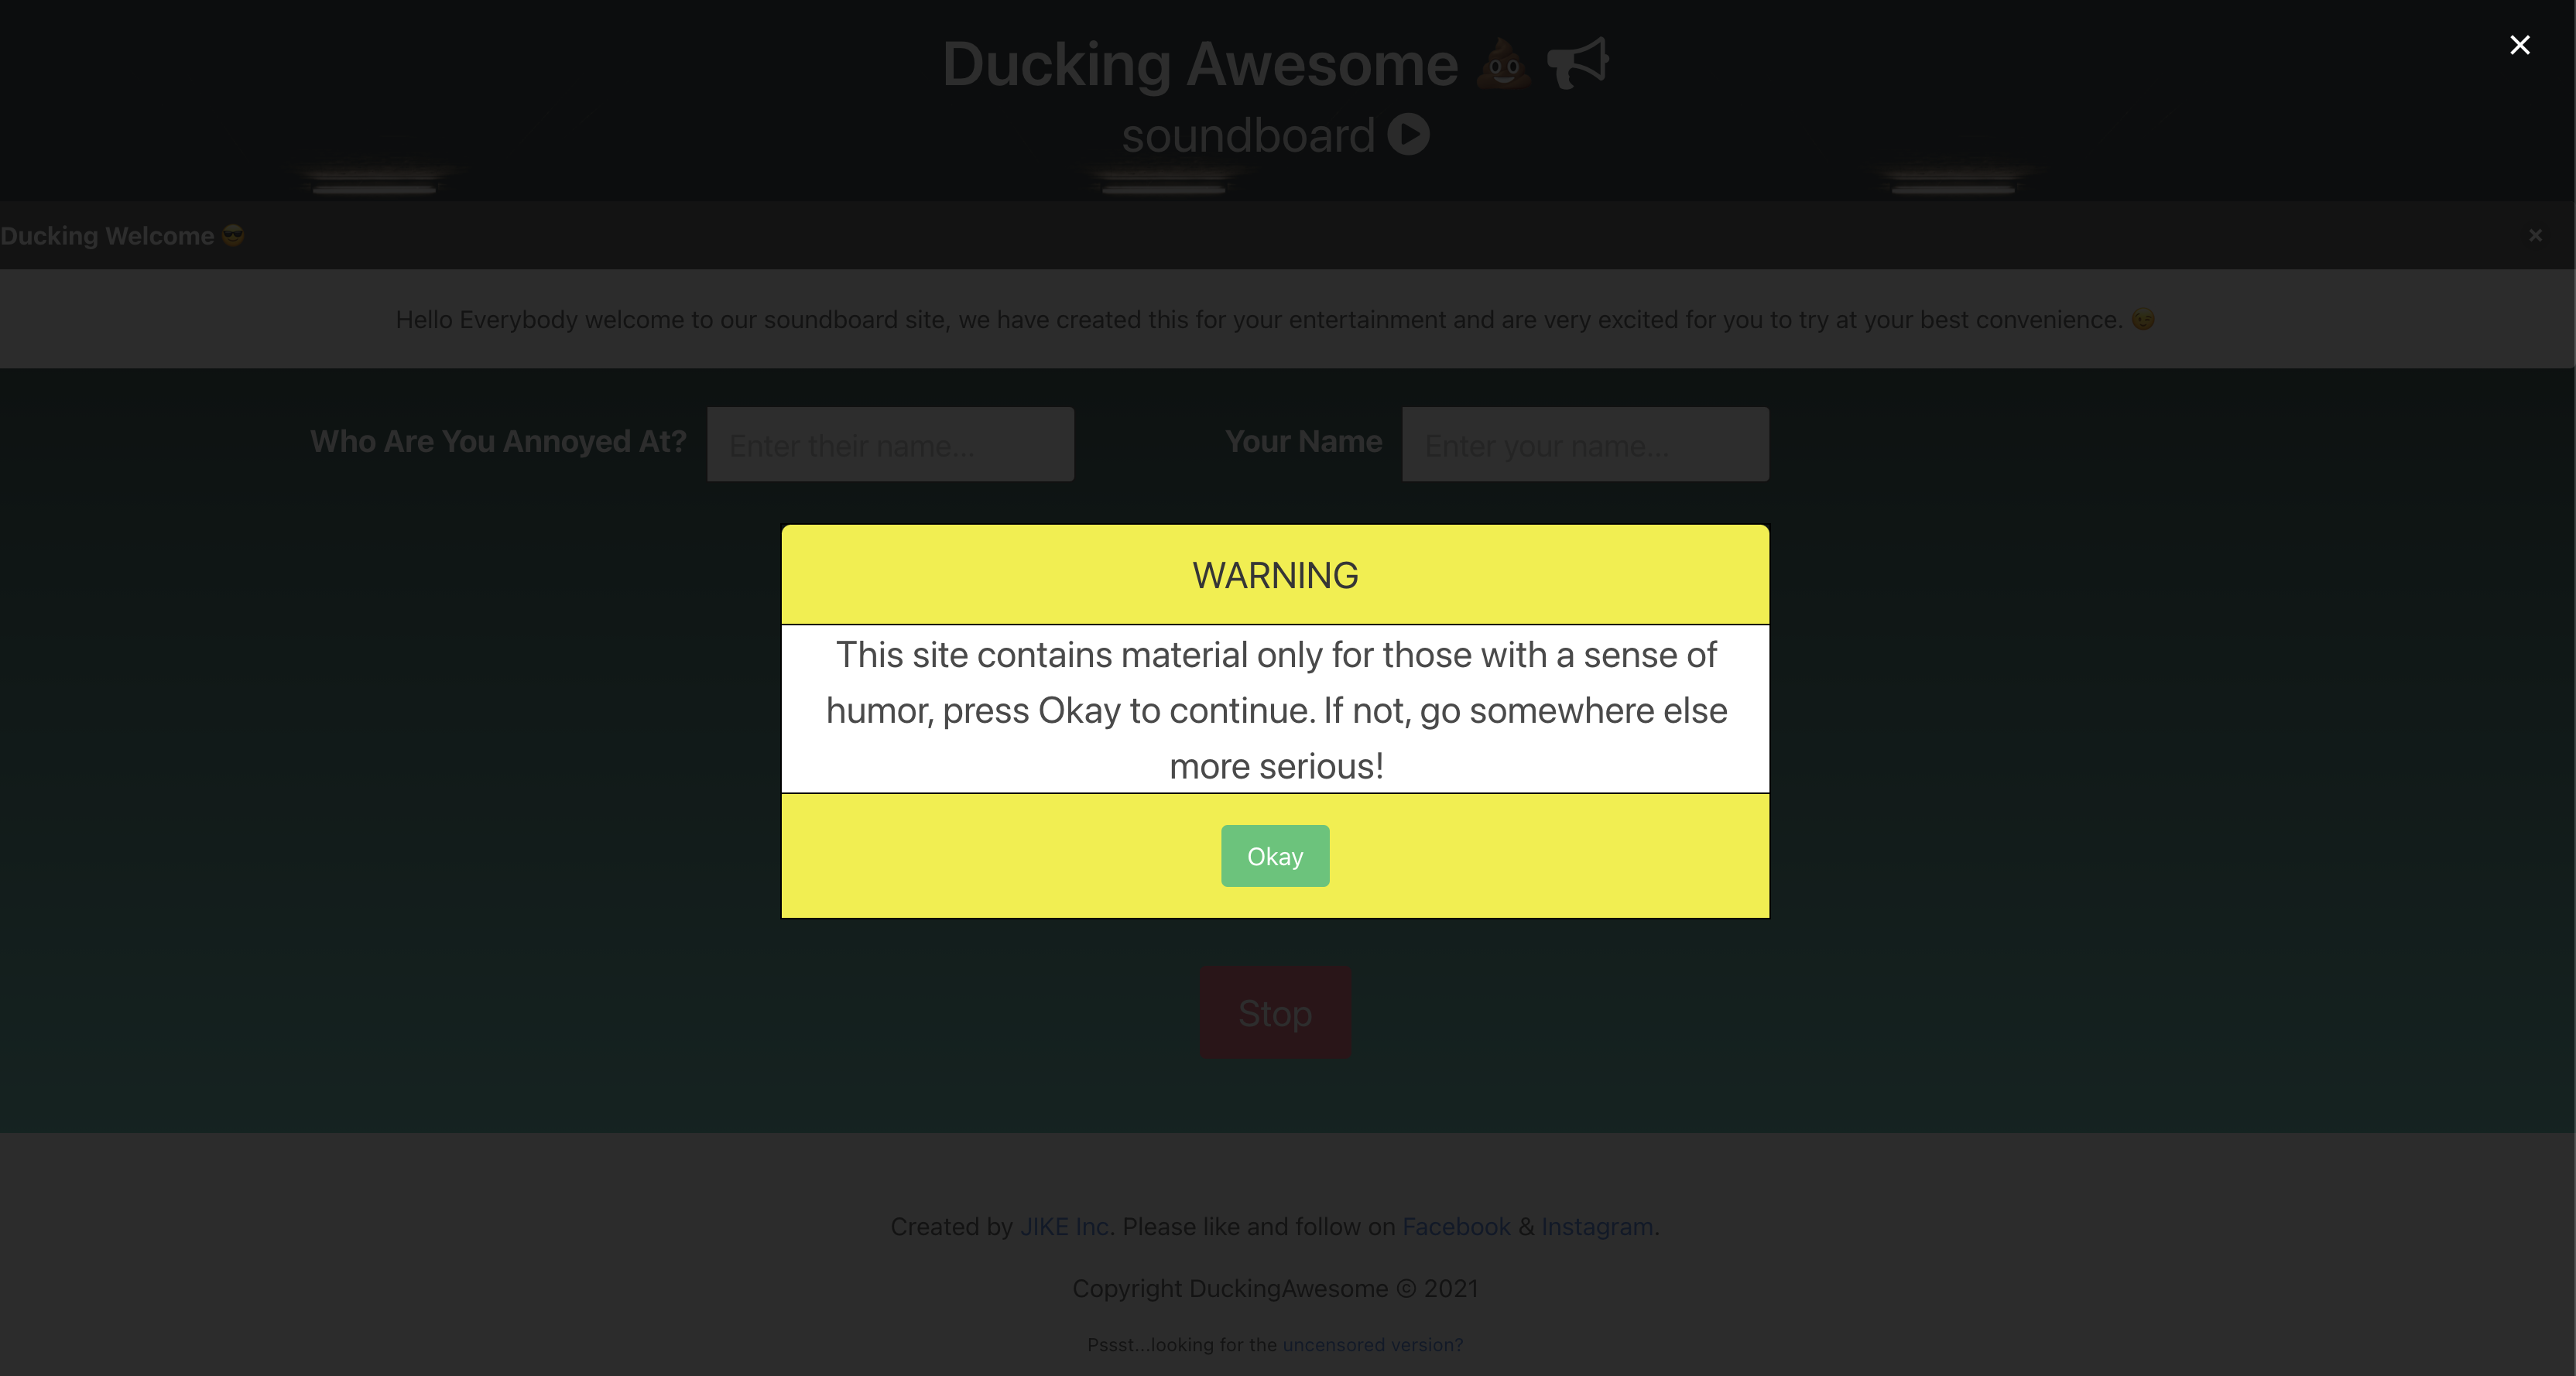 Ducking Awesome 💩
soundboard
Ducking Welcome 😎
Hello Everybody welcome to our soundboard site, we have created this for your entertainment and are very excited for you to try at your best convenience. 😉
Who Are You Annoyed At? Enter their name... Your Name Enter your name...
WARNING
This site contains material only for those with a sense of
humor, press Okay to continue. If not, go somewhere else
more serious!
Okay
Stop
Created by JIKE Inc. Please like and follow on Facebook & Instagram.
Copyright DuckingAwesome © 2021
Pssst...looking for the uncensored version?